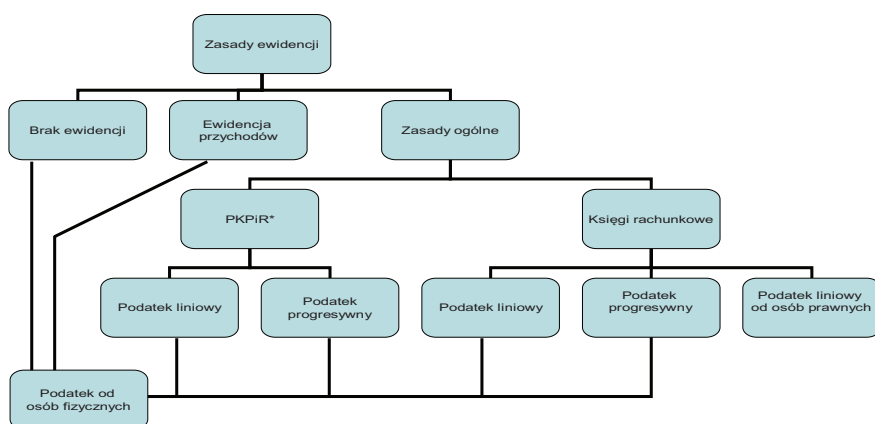 Zasady ewidencji
Brak ewidencji
Ewidencja
przychodów
Zasady ogólne
PKPiR*
Księgi rachunkowe
Podatek liniowy
Podatek
progresywny
Podatek liniowy
Podatek
progresywny
Podatek liniowy
od osób prawnych
Podatek od
osób fizycznych